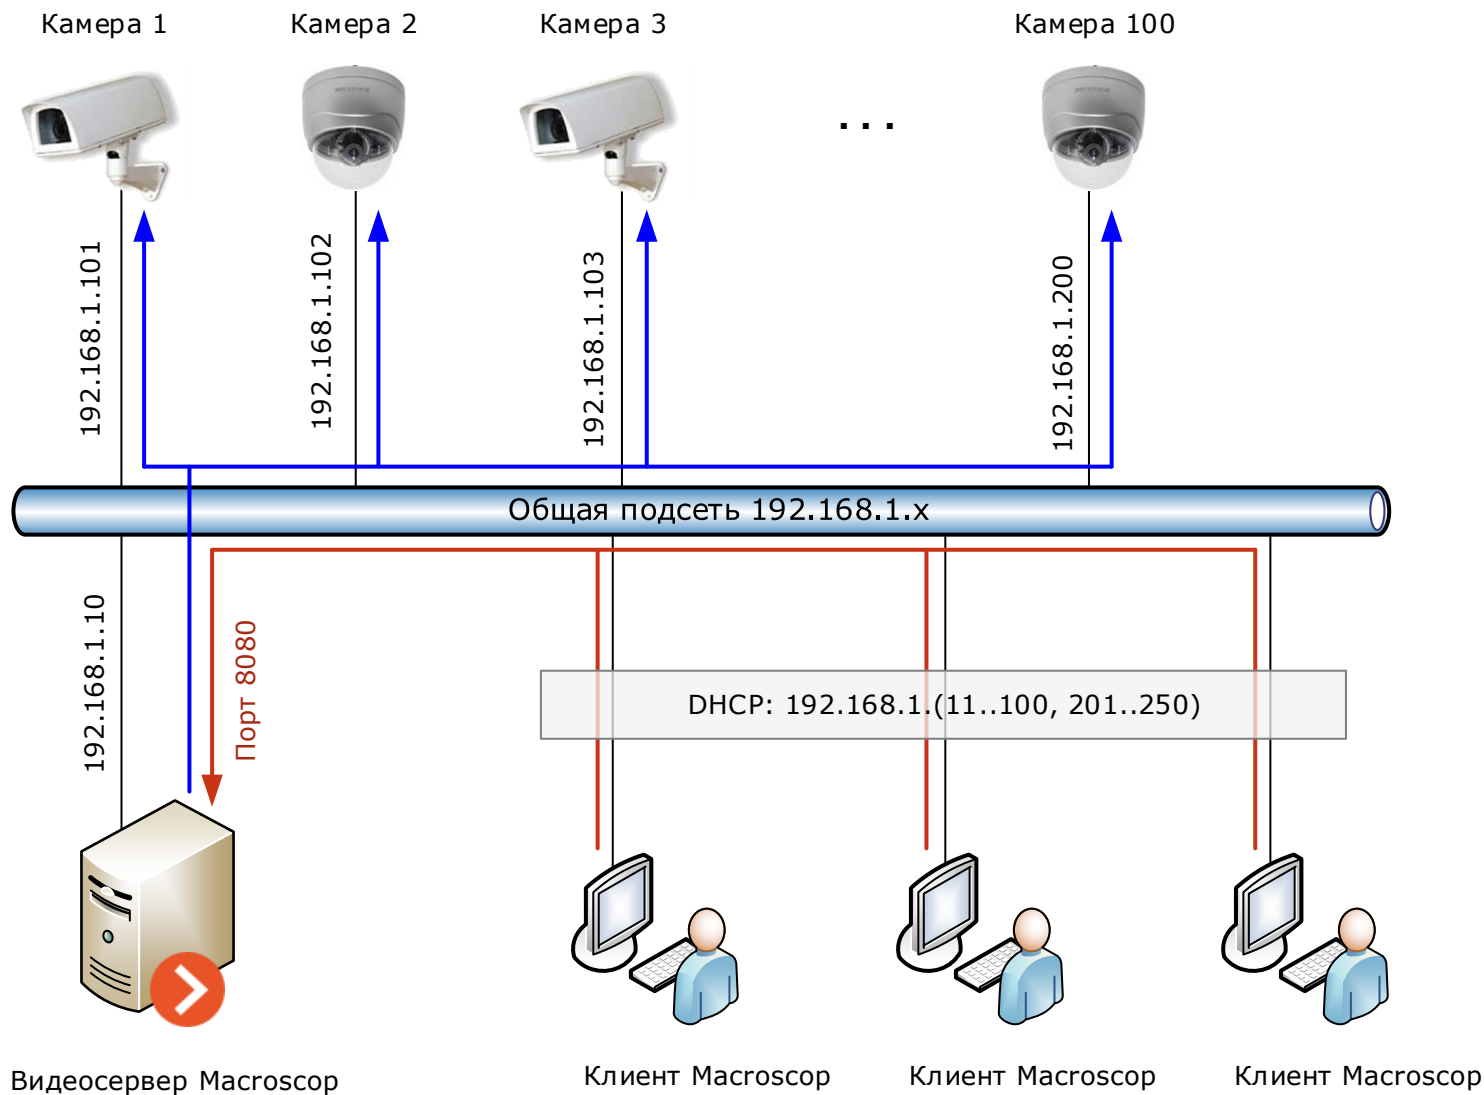 Камера 1
Камера 2
Камера 3
Камера 100
. . .
192.168.1.101
192.168.1.102
192.168.1.103
192.168.1.200
Общая подсеть 192.168.1.x
192.168.1.10
Порт 8080
DHCP: 192.168.1.(11..100, 201..250)
Видеосервер Macroscop
Клиент Macroscop
Клиент Macroscop
Клиент Macroscop